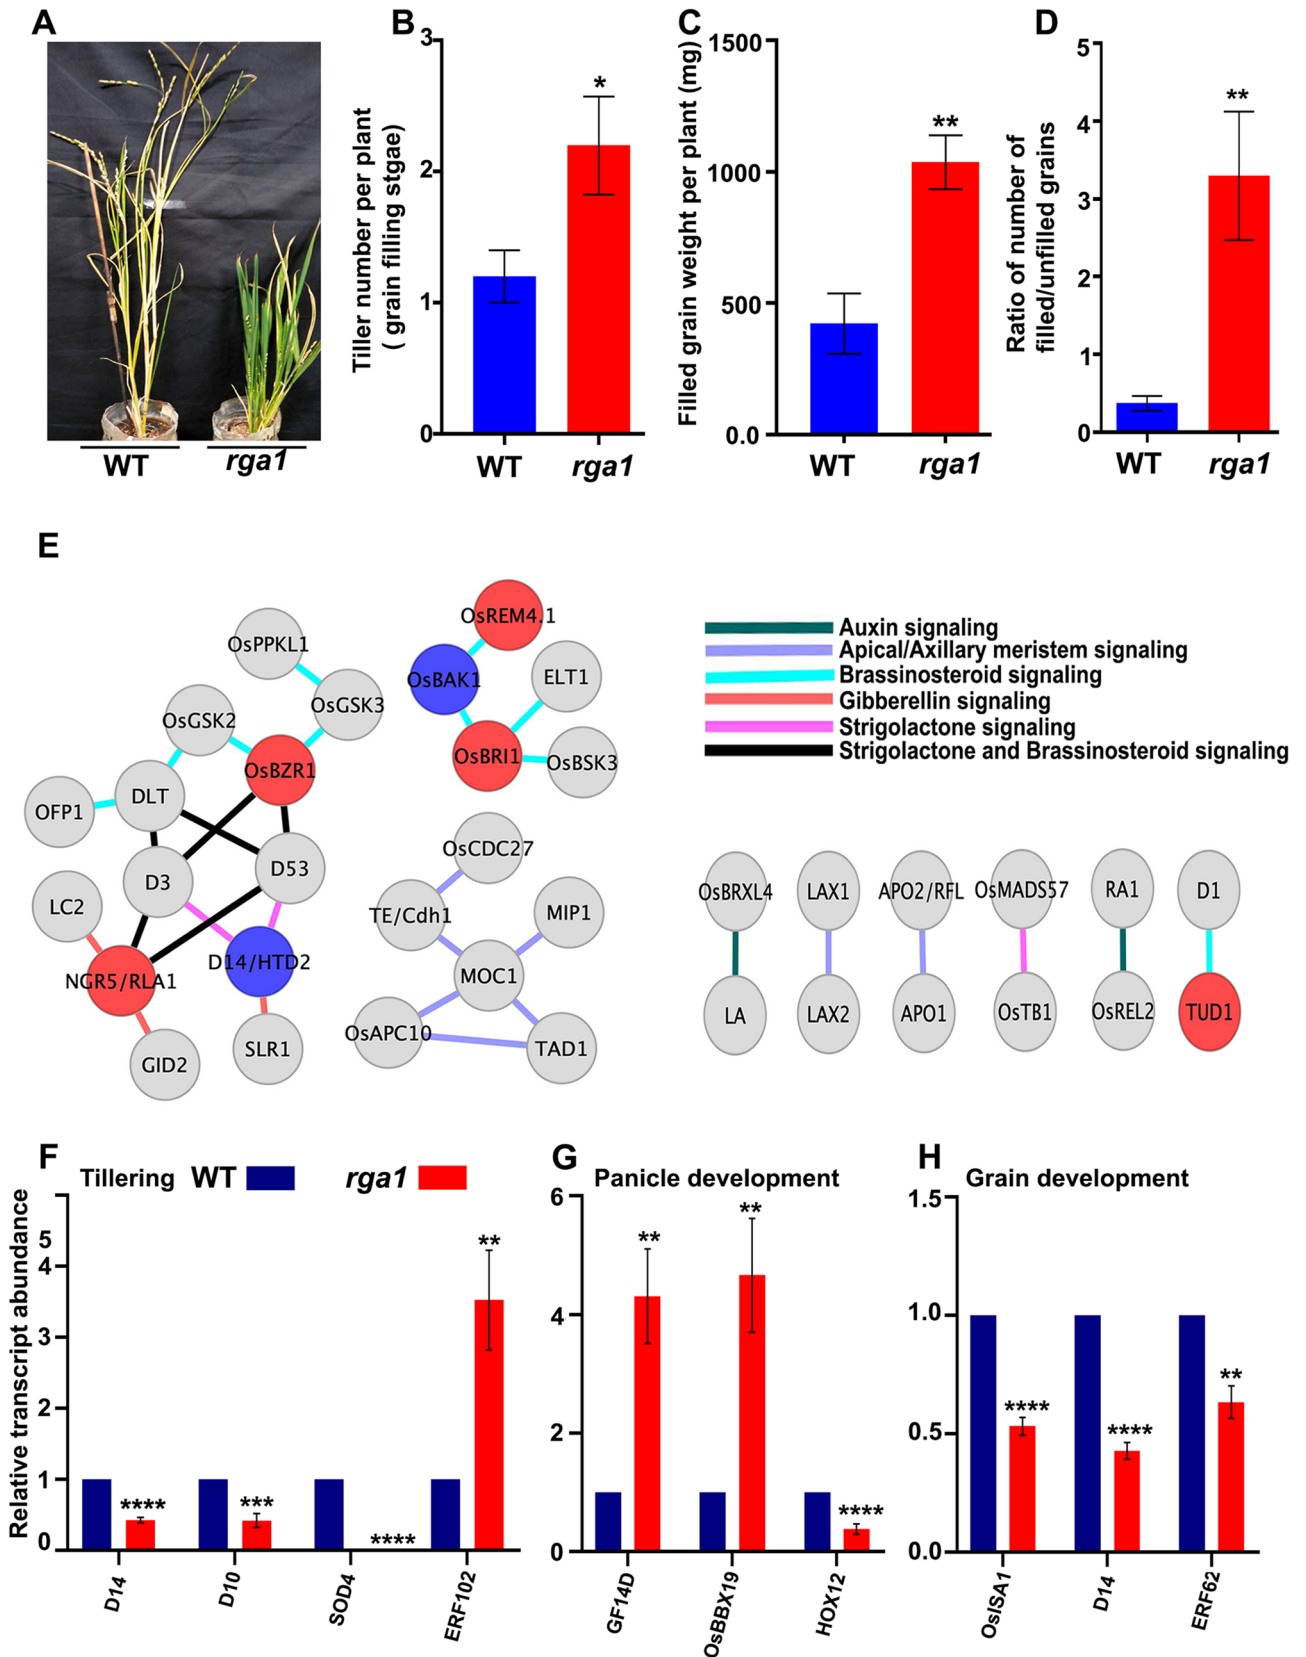 A
WT
rga1
B
Tiller number per plant
( grain filling stgae)
3
2
1
0
*
WT
rga1
C
Filled grain weight per plant (mg)
1500
1000
500
0.0
**
WT
rga1
D
Ratio of number of
filled/unfilled grains
5
4
3
2
1
0
**
WT
rga1
E
OsPPKL1
OsGSK3
OsGSK2
OsBZR1
DLT
OFP1
D3
D53
LC2
NGR5/RLA1
D14/HTD2
GID2
SLR1
OsREM4.1
OsBAK1
ELT1
OsBRI1
OsBSK3
OsCDC27
TE/Cdh1
MIP1
MOC1
OsAPC10
TAD1
Auxin signaling
Apical/Axillary meristem signaling
Brassinosteroid signaling
Gibberellin signaling
Strigolactone signaling
Strigolactone and Brassinosteroid signaling
OsBRXL4
LAX1
APO2/RFL
OsMADS57
RA1
D1
LA
LAX2
APO1
OsTB1
OsREL2
TUD1
F
Tillering
WT
rga1
Relative transcript abundance
5
4
3
2
1
0
****
***
****
**
D14
D10
SOD4
ERF102
G
Panicle development
6
4
2
0
**
**
****
GF14D
OsBBX19
HOX12
H
Grain development
1.5
1.0
0.5
0.0
****
****
**
OsISA1
D14
ERF62